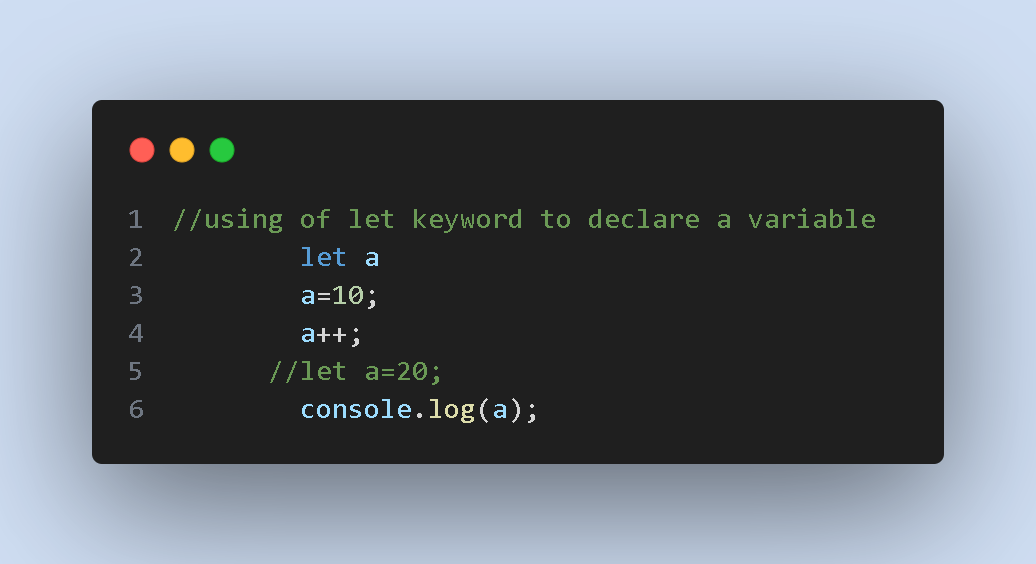 1 //using of let keyword to declare a variable
2 let a
3 a=10;
4 a++;
5 //let a=20;
6 console.log(a);